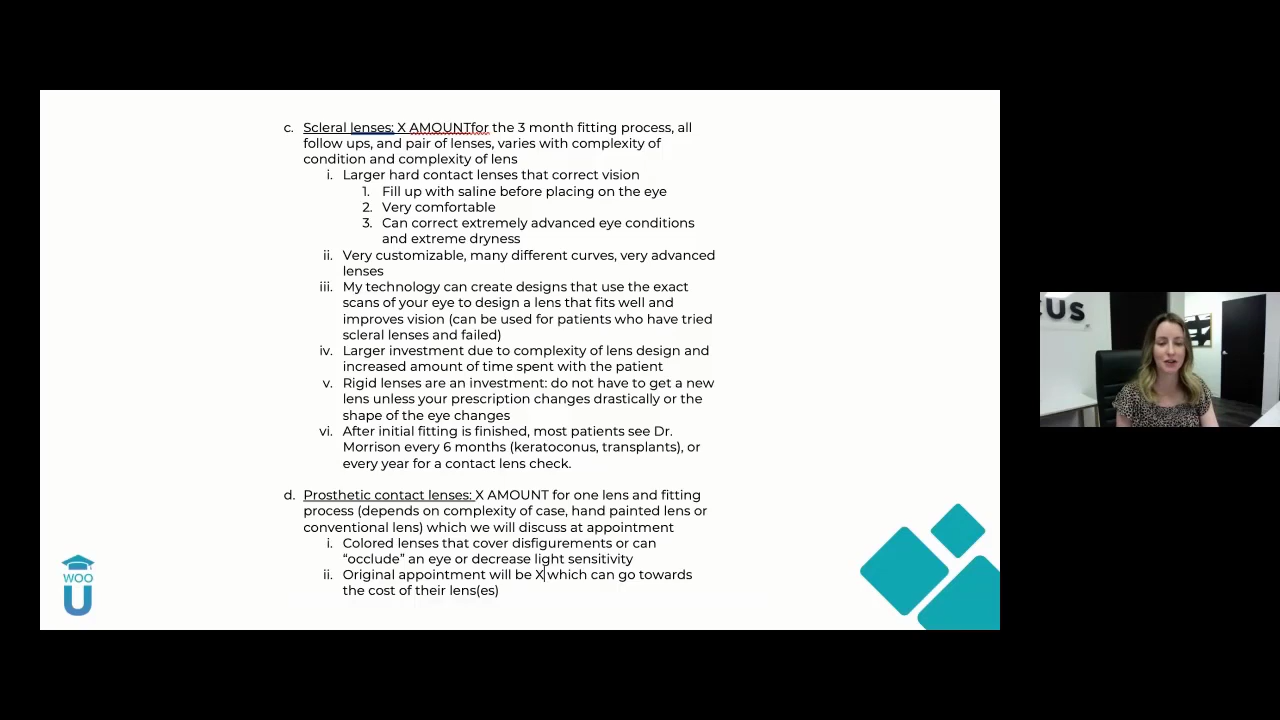 c. Scleral lenses: X AMOUNTfor the 3 month fitting process, all
follow ups, and pair of lenses, varies with complexity of
condition and complexity of lens
i. Larger hard contact lenses that correct vision
1. Fill up with saline before placing on the eye
2. Very comfortable
3. Can correct extremely advanced eye conditions
and extreme dryness
ii. Very customizable, many different curves, very advanced
lenses
iii. My technology can create designs that use the exact
scans of your eye to design a lens that fits well and
improves vision (can be used for patients who have tried
scleral lenses and failed)
iv. Larger investment due to complexity of lens design and
increased amount of time spent with the patient
v. Rigid lenses are an investment: do not have to get a new
lens unless your prescription changes drastically or the
shape of the eye changes
vi. After initial fitting is finished, most patients see Dr.
Morrison every 6 months (keratoconus, transplants), or
every year for a contact lens check.
d. Prosthetic contact lenses: X AMOUNT for one lens and fitting
process (depends on complexity of case, hand painted lens or
conventional lens) which we will discuss at appointment
i. Colored lenses that cover disfigurements or can
“occlude” an eye or decrease light sensitivity
ii. Original appointment will be X which can go towards
the cost of their lens(es)
WOO
U
CUS